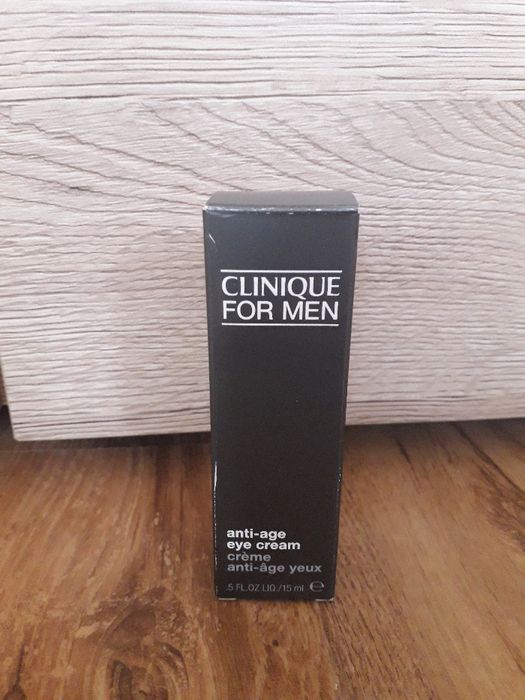 CLINIQUE
FOR MEN
anti-age
eye cream
crème
anti-âge yeux
.5 FL.OZ.LIQ./15 ml ℮